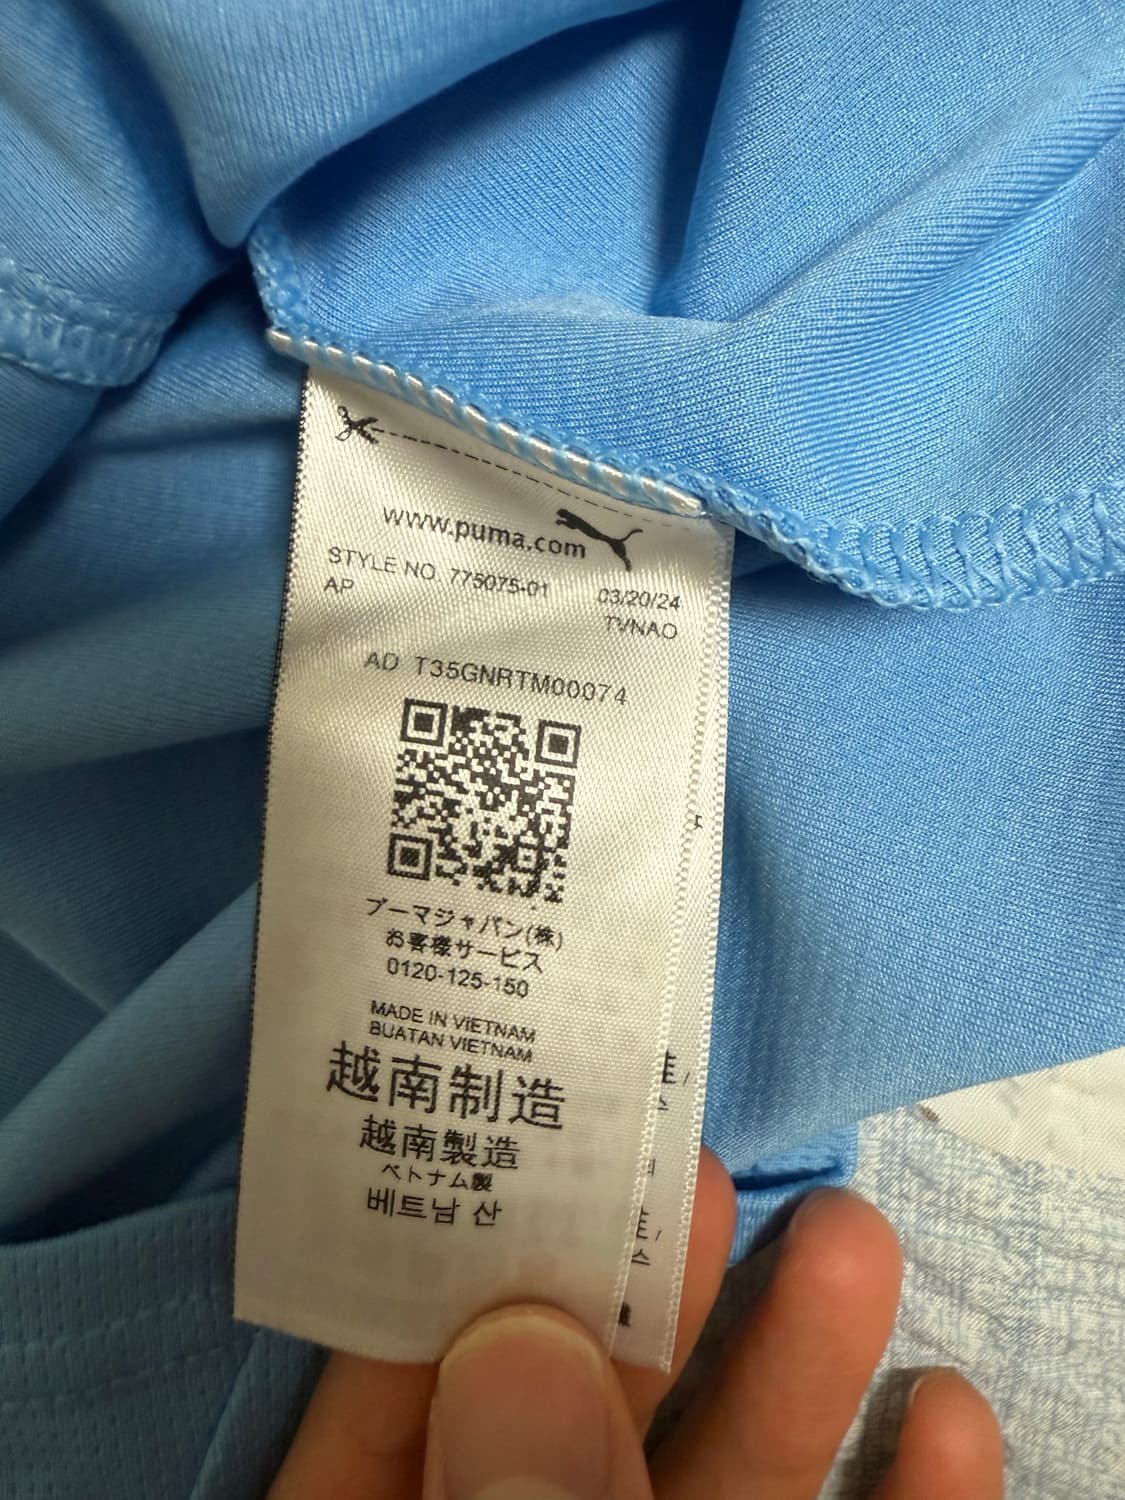 www.puma.com
STYLE NO. 775075-01 03/20/24
AP TVNAO
AD T35GNRTM00074
プーマジャパン(株)
お客様サービス
0120-125-150
MADE IN VIETNAM
BUATAN VIETNAM
越南制造
越南製造
ベトナム製
베트남 산